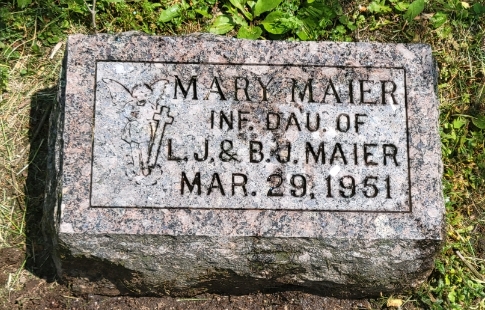 MARY MAIER
INF. DAU. OF
L.J. & B.J. MAIER
MAR. 29, 1951